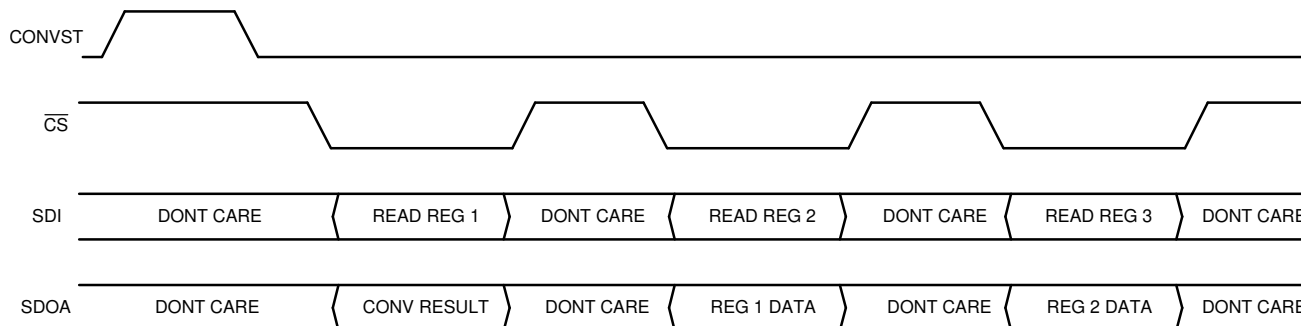 CONVST
CS
SDI DONT CARE READ REG 1 DONT CARE READ REG 2 DONT CARE READ REG 3 DONT CARE
SDOA DONT CARE CONV RESULT DONT CARE REG 1 DATA DONT CARE REG 2 DATA DONT CARE